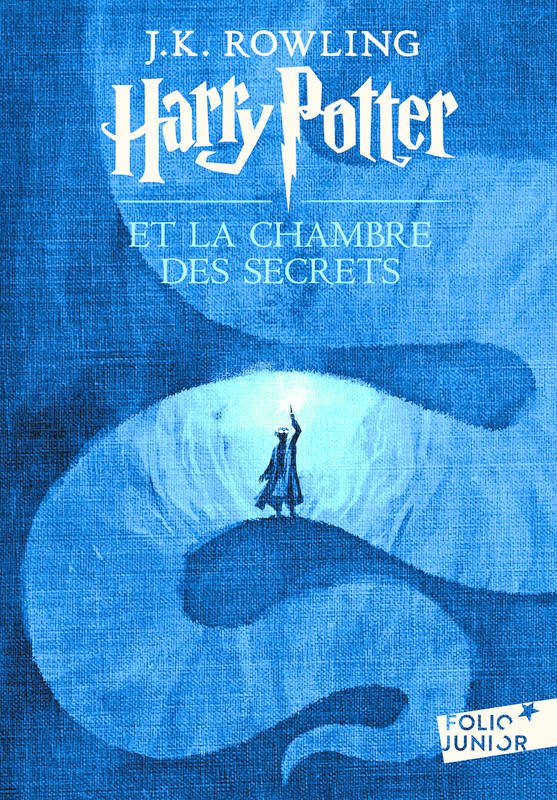 J.K. ROWLING
Harry Potter
ET LA CHAMBRE
DES SECRETS
FOLIO
JUNIOR